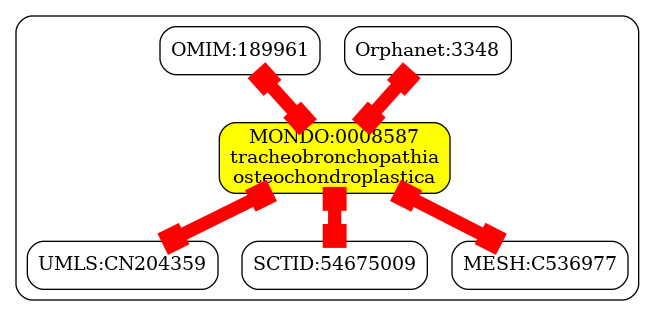 OMIM:189961
Orphanet:3348
MONDO:0008587
tracheobronchopathia
osteochondroplastica
UMLS:CN204359
SCTID:54675009
MESH:C536977